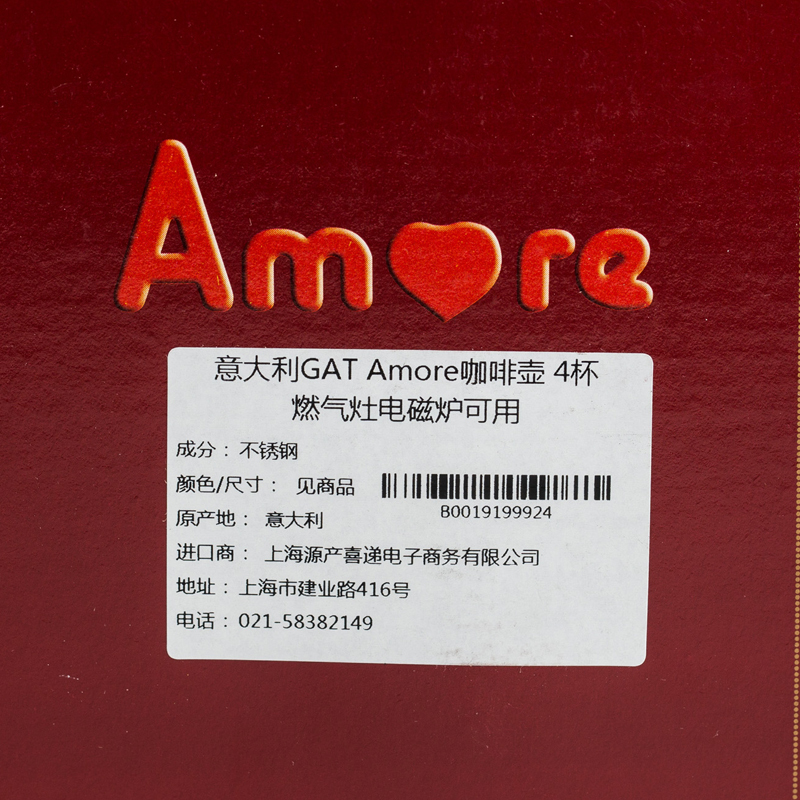 Amore
意大利GAT Amore咖啡壶 4杯
燃气灶电磁炉可用
成分：不锈钢
颜色/尺寸： 见商品
B0019199924
原产地： 意大利
进口商： 上海源产喜递电子商务有限公司
地址：上海市建业路416号
电话：021-58382149